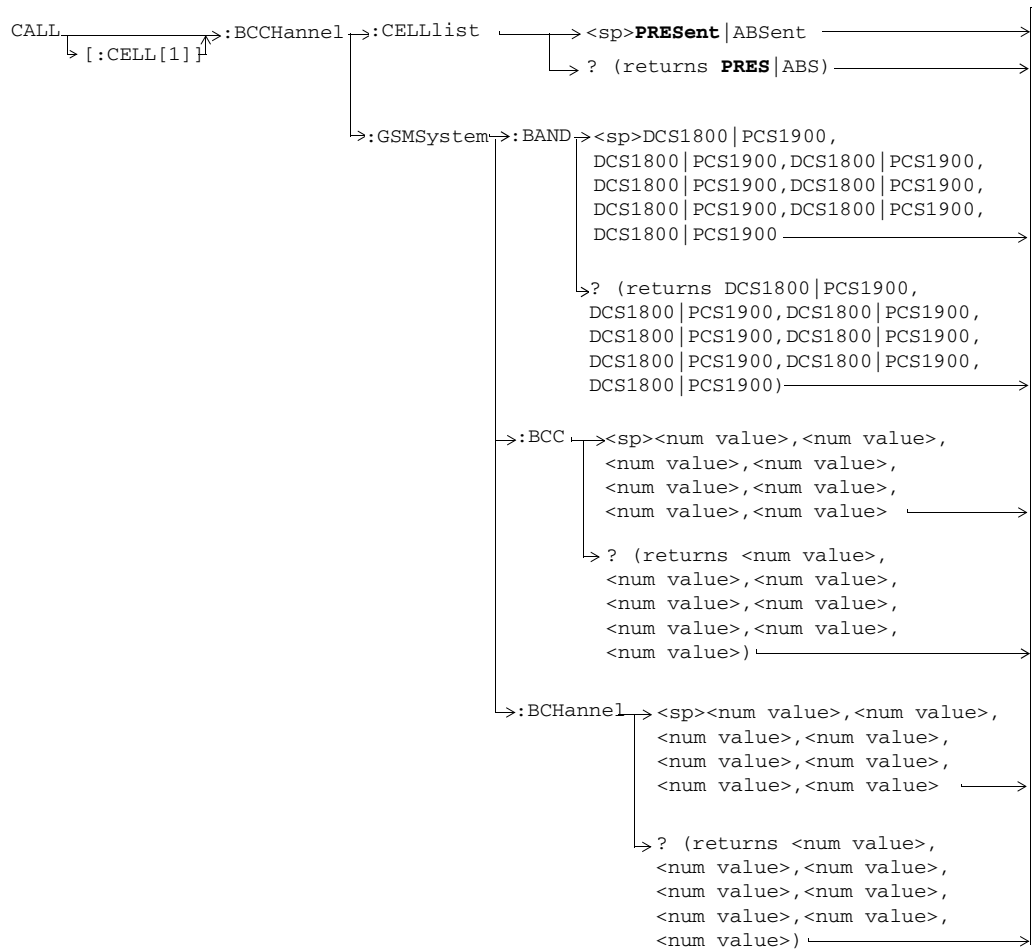 CALL :BCCHannel :CELLlist <sp>PRESent|ABSent
[:CELL[1]]
? (returns PRES|ABS)
:GSMSystem :BAND <sp>DCS1800|PCS1900,
DCS1800|PCS1900,DCS1800|PCS1900,
DCS1800|PCS1900,DCS1800|PCS1900,
DCS1800|PCS1900,DCS1800|PCS1900,
DCS1800|PCS1900
? (returns DCS1800|PCS1900,
DCS1800|PCS1900,DCS1800|PCS1900,
DCS1800|PCS1900,DCS1800|PCS1900,
DCS1800|PCS1900,DCS1800|PCS1900,
DCS1800|PCS1900)
:BCC <sp><num value>,<num value>,
<num value>,<num value>,
<num value>,<num value>,
<num value>,<num value>
? (returns <num value>,
<num value>,<num value>,
<num value>,<num value>,
<num value>,<num value>,
<num value>)
:BCHannel <sp><num value>,<num value>,
<num value>,<num value>,
<num value>,<num value>,
<num value>,<num value>
? (returns <num value>,
<num value>,<num value>,
<num value>,<num value>,
<num value>,<num value>,
<num value>)